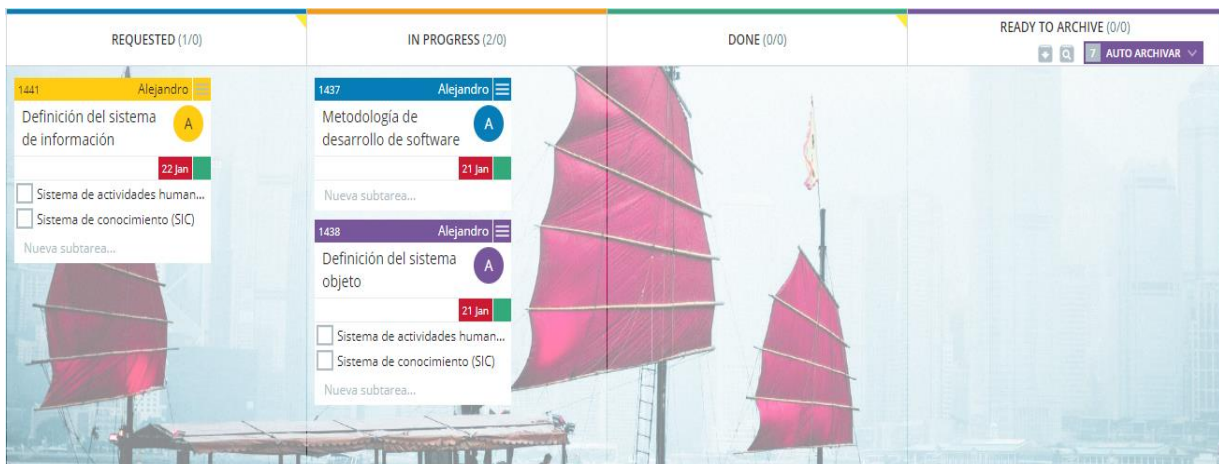 REQUESTED (1/0)
IN PROGRESS (2/0)
DONE (0/0)
READY TO ARCHIVE (0/0)
7 AUTO ARCHIVAR
1441 Alejandro
Definición del sistema
de información
A
22 Jan
Sistema de actividades human...
Sistema de conocimiento (SIC)
Nueva subtarea...
1437 Alejandro
Metodología de
desarrollo de software
A
21 Jan
Nueva subtarea...
1438 Alejandro
Definición del sistema
objeto
A
21 Jan
Sistema de actividades human...
Sistema de conocimiento (SIC)
Nueva subtarea...